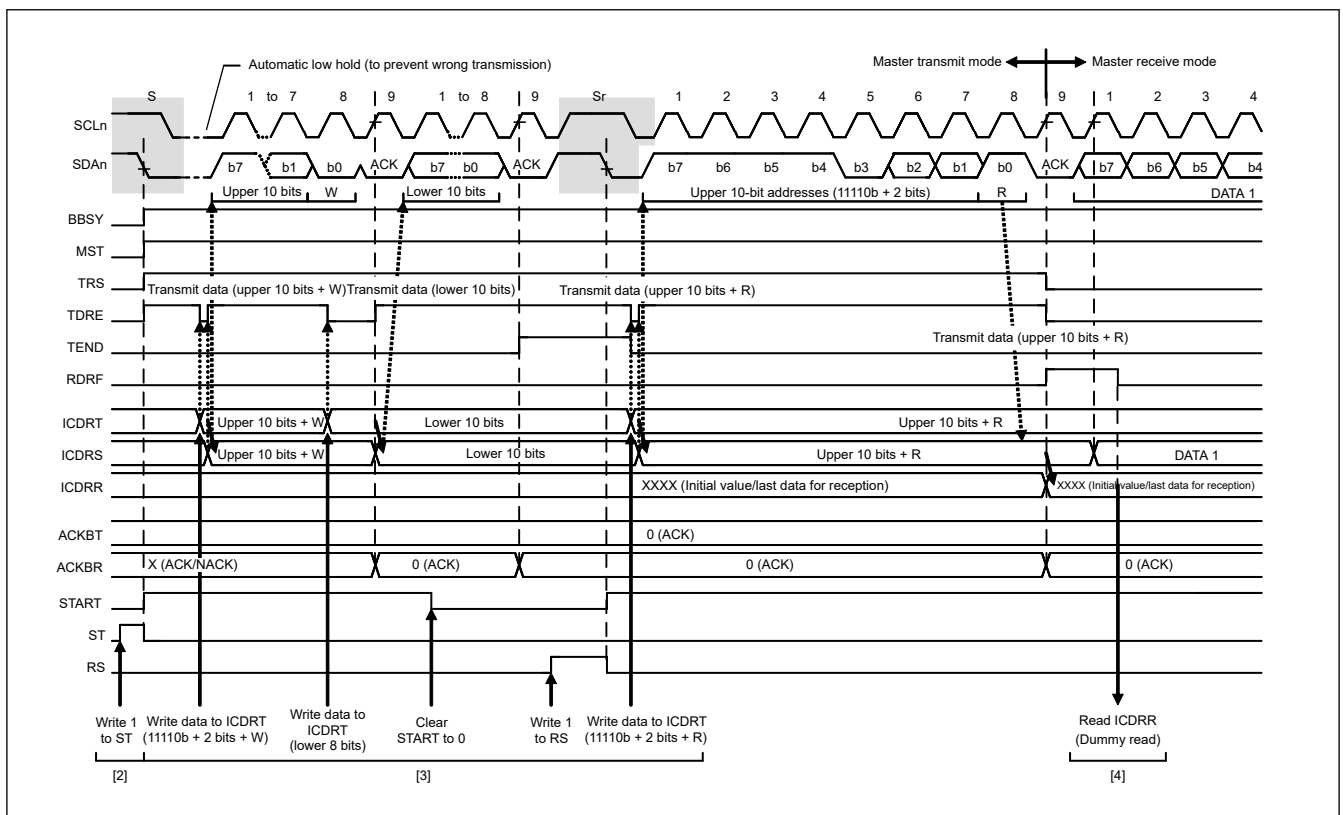 Automatic low hold (to prevent wrong transmission)
Master transmit mode
Master receive mode
S 1 to 7 8 9 1 to 8 9 Sr 1 2 3 4 5 6 7 8 9 1 2 3 4
SCLn
SDAn b7 b1 b0 ACK b7 b0 ACK b7 b6 b5 b4 b3 b2 b1 b0 ACK b7 b6 b5 b4
Upper 10 bits W Lower 10 bits Upper 10-bit addresses (11110b + 2 bits) R DATA 1
BBSY
MST
TRS
Transmit data (upper 10 bits + W) Transmit data (lower 10 bits) Transmit data (upper 10 bits + R)
TDRE
Transmit data (upper 10 bits + R)
TEND
RDRF
ICDRT Upper 10 bits + W Lower 10 bits Upper 10 bits + R
ICDRS Upper 10 bits + W Lower 10 bits Upper 10 bits + R DATA 1
ICDRR XXXX (Initial value/last data for reception) XXXX (Initial value/last data for reception)
ACKBT 0 (ACK)
ACKBR X (ACK/NACK) 0 (ACK) 0 (ACK) 0 (ACK)
START
ST
RS
Write 1
to ST
Write data to ICDRT
(11110b + 2 bits + W)
Write data to
ICDRT
(lower 8 bits)
Clear
START to 0
Write 1
to RS
Write data to ICDRT
(11110b + 2 bits + R)
Read ICDRR
(Dummy read)
[2] [3] [4]